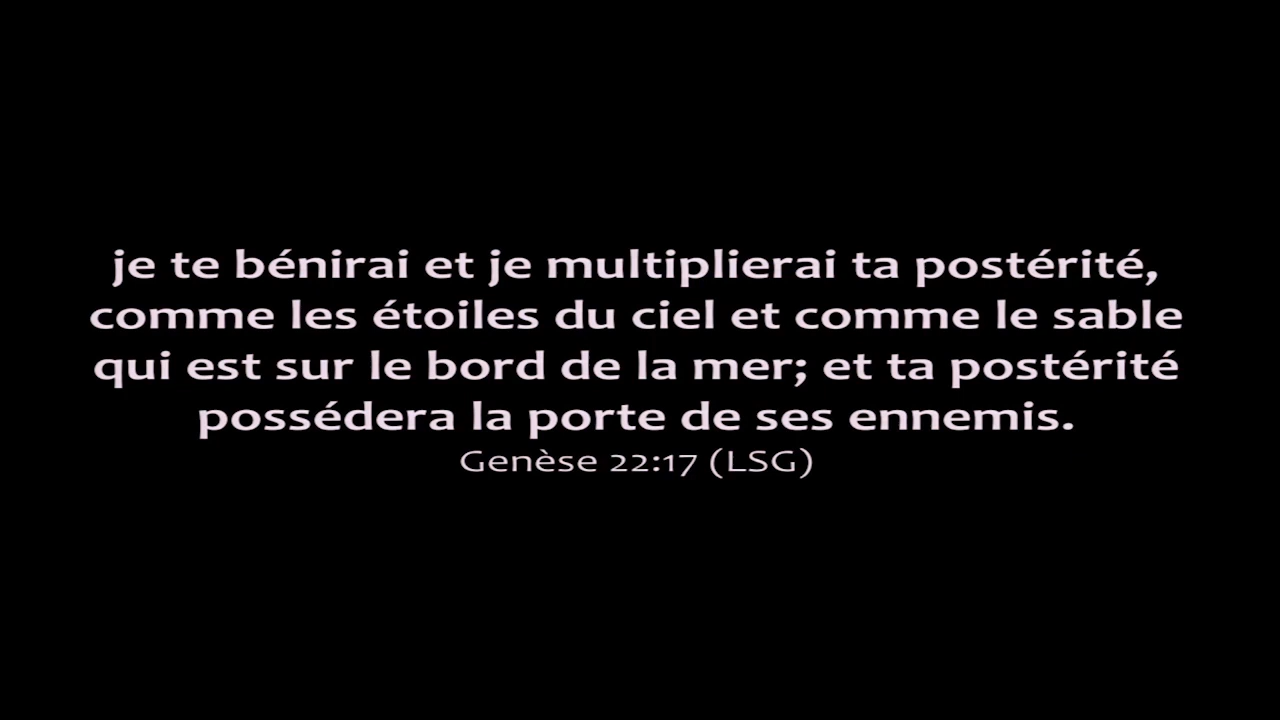 je te bénirai et je multiplierai ta postérité,
comme les étoiles du ciel et comme le sable
qui est sur le bord de la mer; et ta postérité
possédera la porte de ses ennemis.
Genèse 22:17 (LSG)